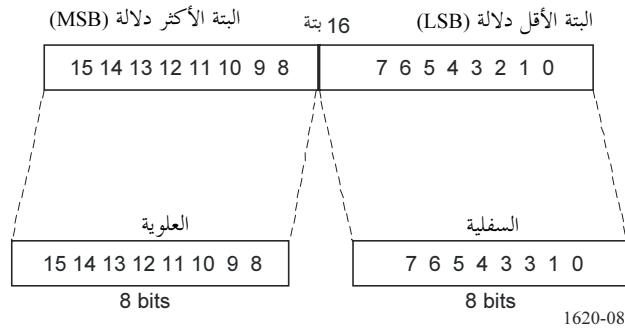 البتة الأكثر دلالة (MSB) 16 بتة البتة الأقل دلالة (LSB)
15 14 13 12 11 10 9 8 7 6 5 4 3 2 1 0
العلوية السفلية
15 14 13 12 11 10 9 8 7 6 5 4 3 3 1 0
8 bits 8 bits
1620-08